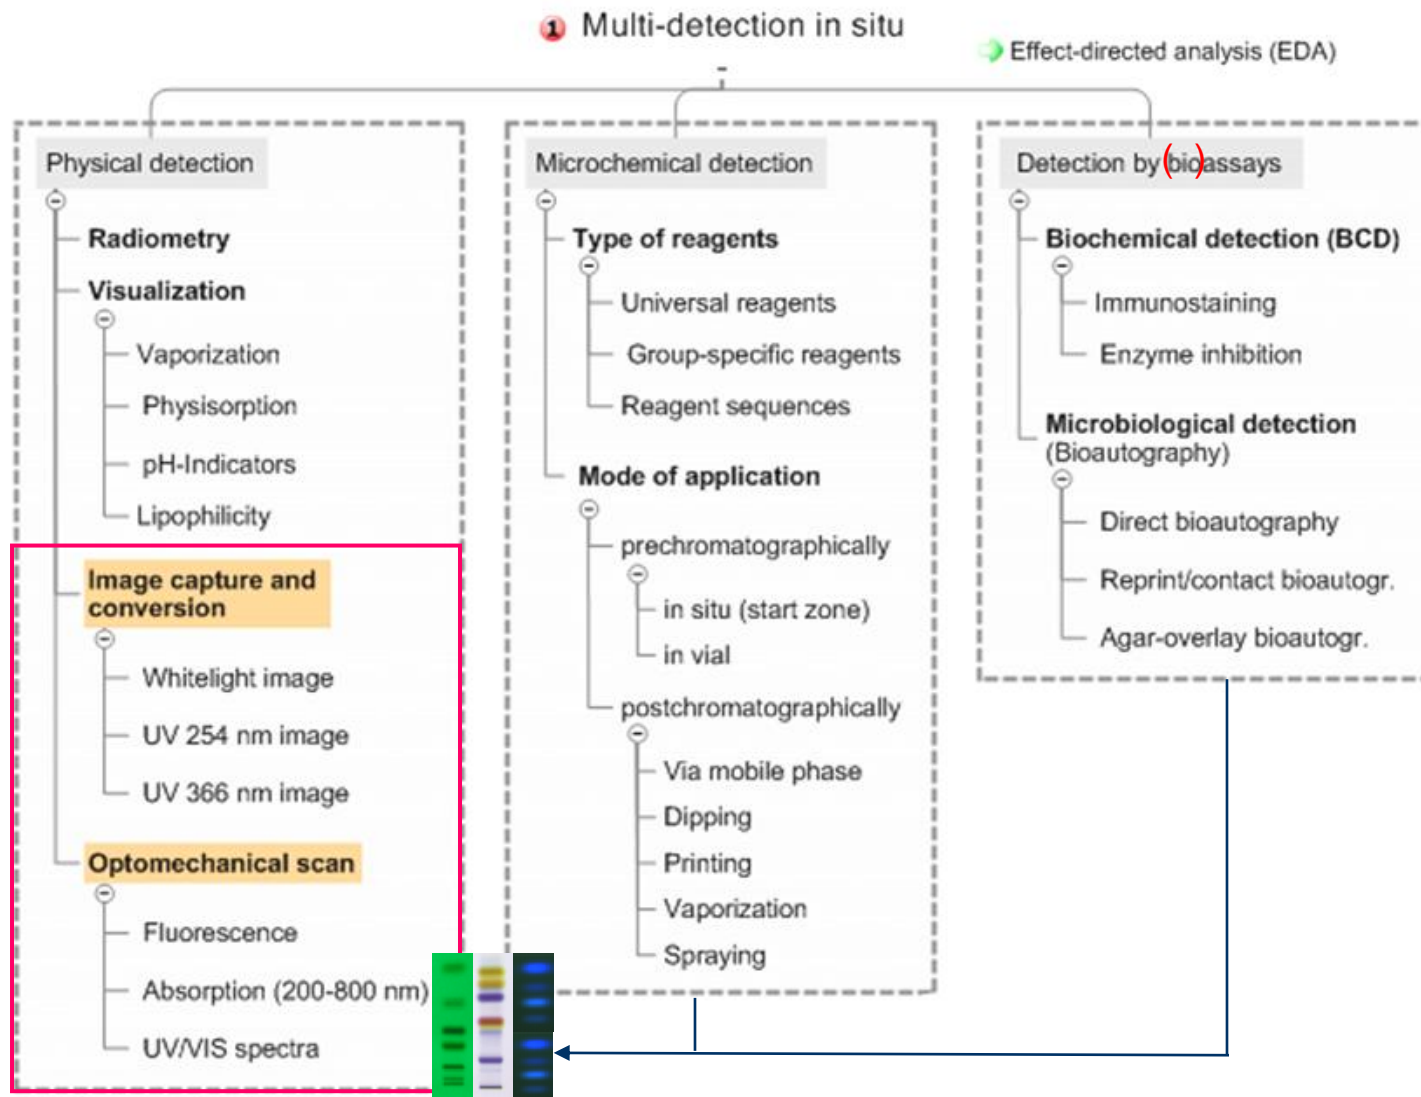 1 Multi-detection in situ
Effect-directed analysis (EDA)
Physical detection
Radiometry
Visualization
Vaporization
Physisorption
pH-Indicators
Lipophilicity
Image capture and
conversion
Whitelight image
UV 254 nm image
UV 366 nm image
Optomechanical scan
Fluorescence
Absorption (200-800 nm)
UV/VIS spectra
Microchemical detection
Type of reagents
Universal reagents
Group-specific reagents
Reagent sequences
Mode of application
prechromatographically
in situ (start zone)
in vial
postchromatographically
Via mobile phase
Dipping
Printing
Vaporization
Spraying
Detection by (bio)assays
Biochemical detection (BCD)
Immunostaining
Enzyme inhibition
Microbiological detection
(Bioautography)
Direct bioautography
Reprint/contact bioautogr.
Agar-overlay bioautogr.